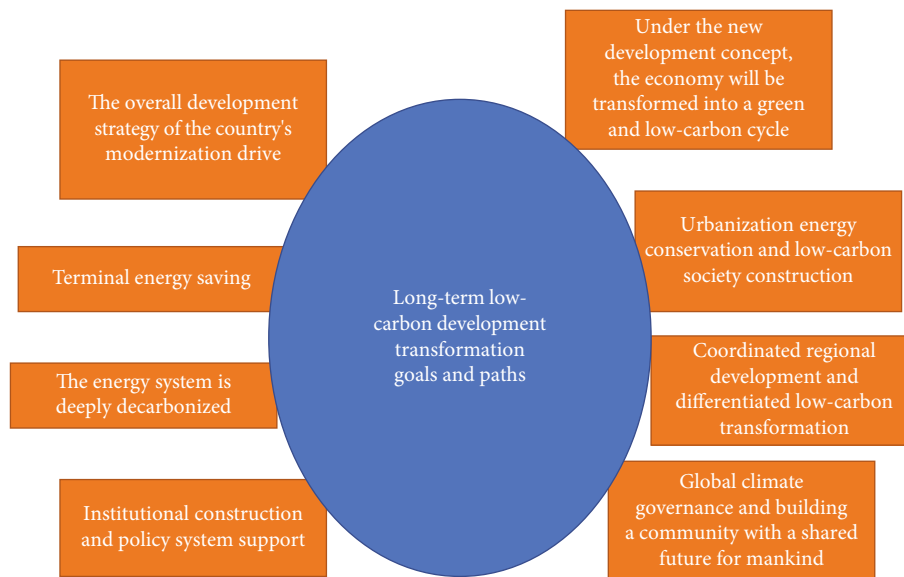 The overall development
strategy of the country's
modernization drive
Terminal energy saving
The energy system is
deeply decarbonized
Institutional construction
and policy system support
Long-term low-
carbon development
transformation
goals and paths
Under the new
development concept,
the economy will be
transformed into a green
and low-carbon cycle
Urbanization energy
conservation and low-carbon
society construction
Coordinated regional
development and
differentiated low-carbon
transformation
Global climate
governance and building
a community with a shared
future for mankind